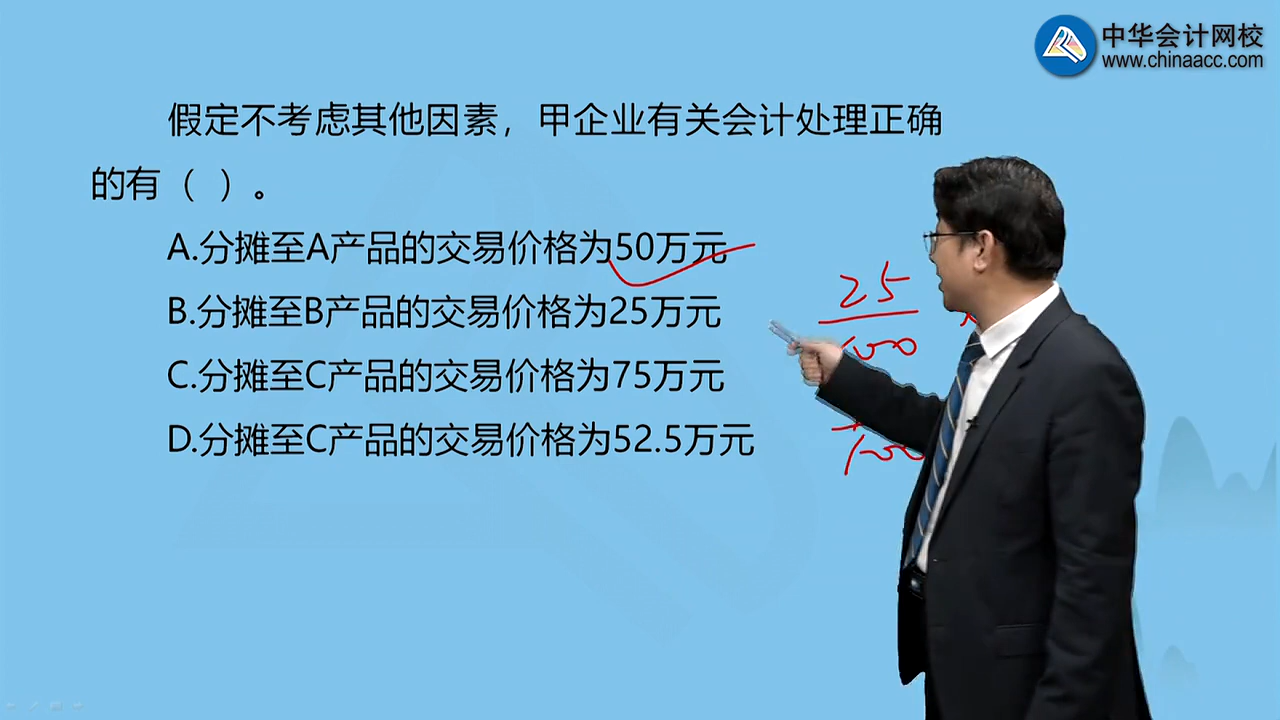 中华会计网校
www.chinaacc.com
假定不考虑其他因素，甲企业有关会计处理正确
的有（ ）。
A.分摊至A产品的交易价格为50万元
B.分摊至B产品的交易价格为25万元
C.分摊至C产品的交易价格为75万元
D.分摊至C产品的交易价格为52.5万元
25
100
100